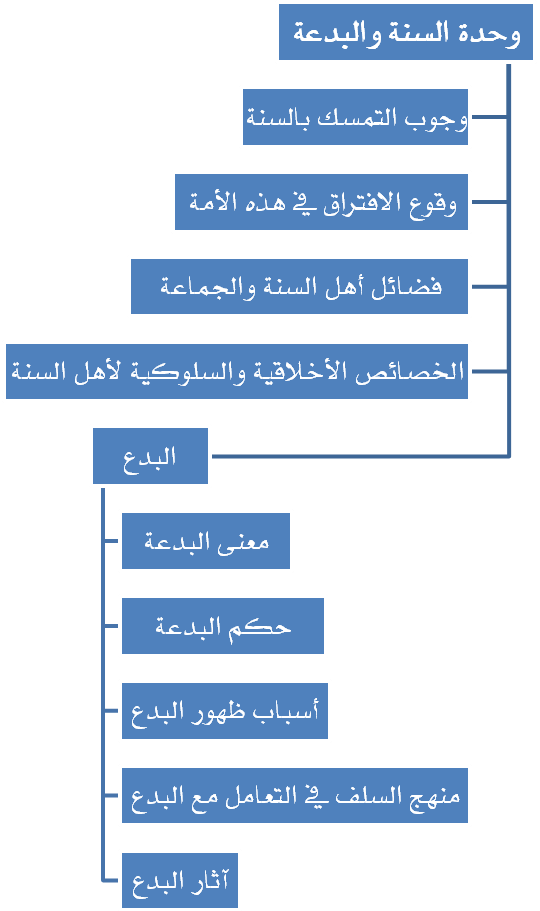 وحدة السنة والبدعة
وجوب التمسك بالسنة
وقوع الافتراق في هذه الأمة
فضائل أهل السنة والجماعة
الخصائص الأخلاقية والسلوكية لأهل السنة
البدع
معنى البدعة
حكم البدعة
أسباب ظهور البدع
منهج السلف في التعامل مع البدع
آثار البدع